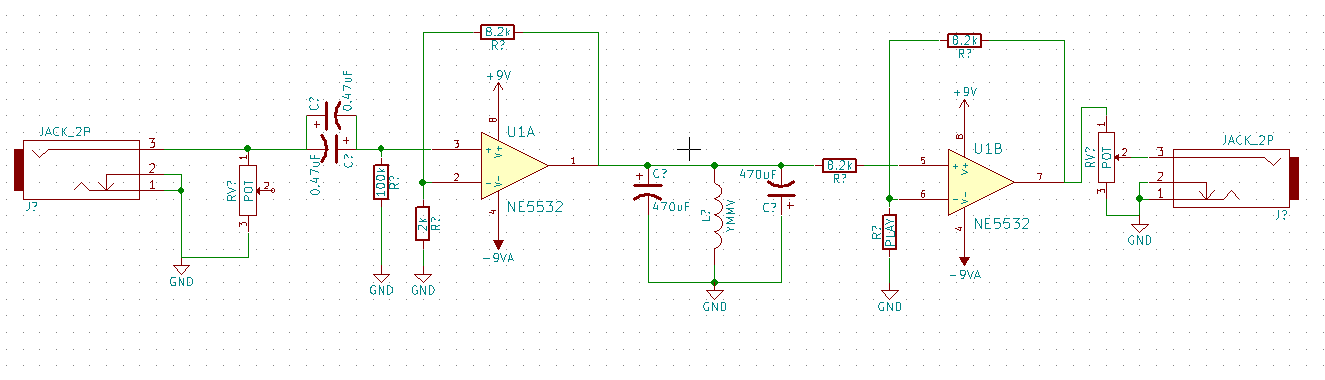 JACK_2P
3
2
1
J?
1
RV?
POT
2
3
GND
C?
0.47uF
+
+
0.47uF
C?
100k
R?
GND
8.2k
R?
+9V
8
U1A
3
+
V+
1
2
-
V-
4
NE5532
-9VA
2k
R?
GND
+
C?
470uF
L?
YMMV
470uF
C?
+
GND
8.2k
R?
8.2k
R?
+9V
8
U1B
5
+
V+
7
6
-
V-
4
NE5532
-9VA
R?
PLAY
GND
1
RV?
POT
2
3
JACK_2P
3
2
1
J?
GND